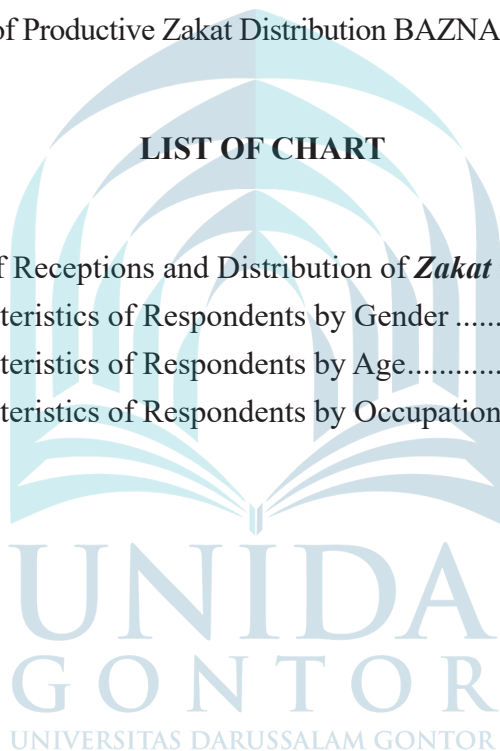 of Productive Zakat Distribution BAZNA
LIST OF CHART
f Receptions and Distribution of Zakat
teristics of Respondents by Gender ......
teristics of Respondents by Age............
teristics of Respondents by Occupation
UNIDA
GONTOR
UNIVERSITAS DARUSSALAM GONTOR